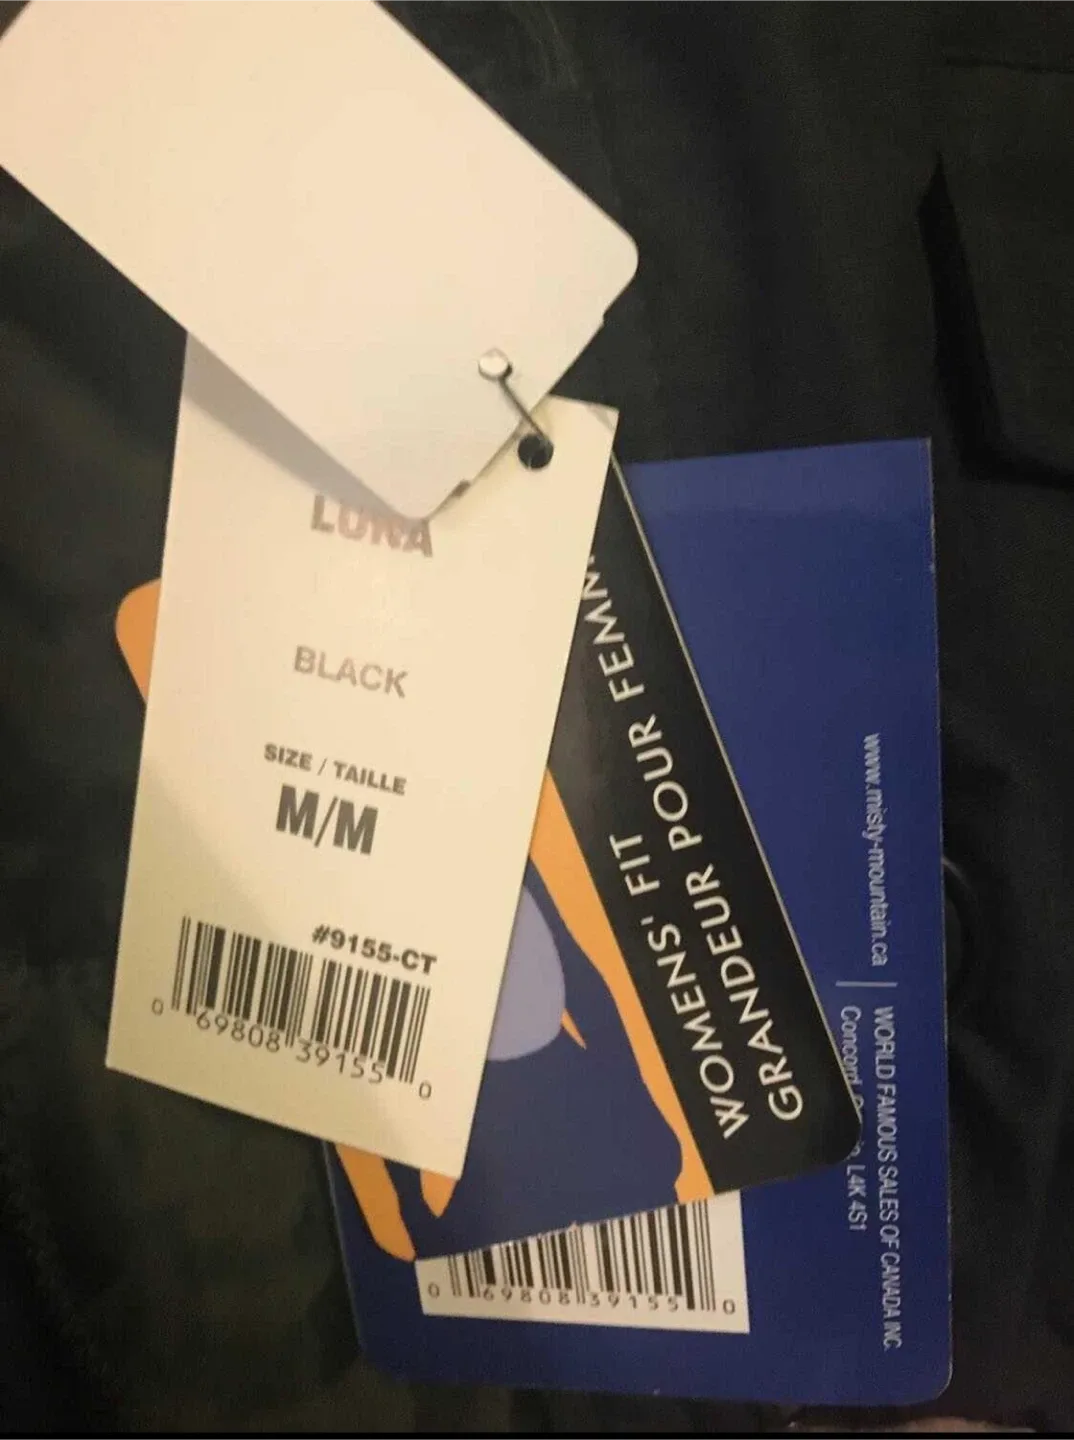 LUNA
BLACK
SIZE / TAILLE
M/M
#9155-CT
0 69808 39155 0
WOMENS' FIT
GRANDEUR POUR
www.misty-mountain.ca
WORLD FAMOUS SALES OF CANADA INC.
Concord, L4K 4S1
0 69808 39155 0